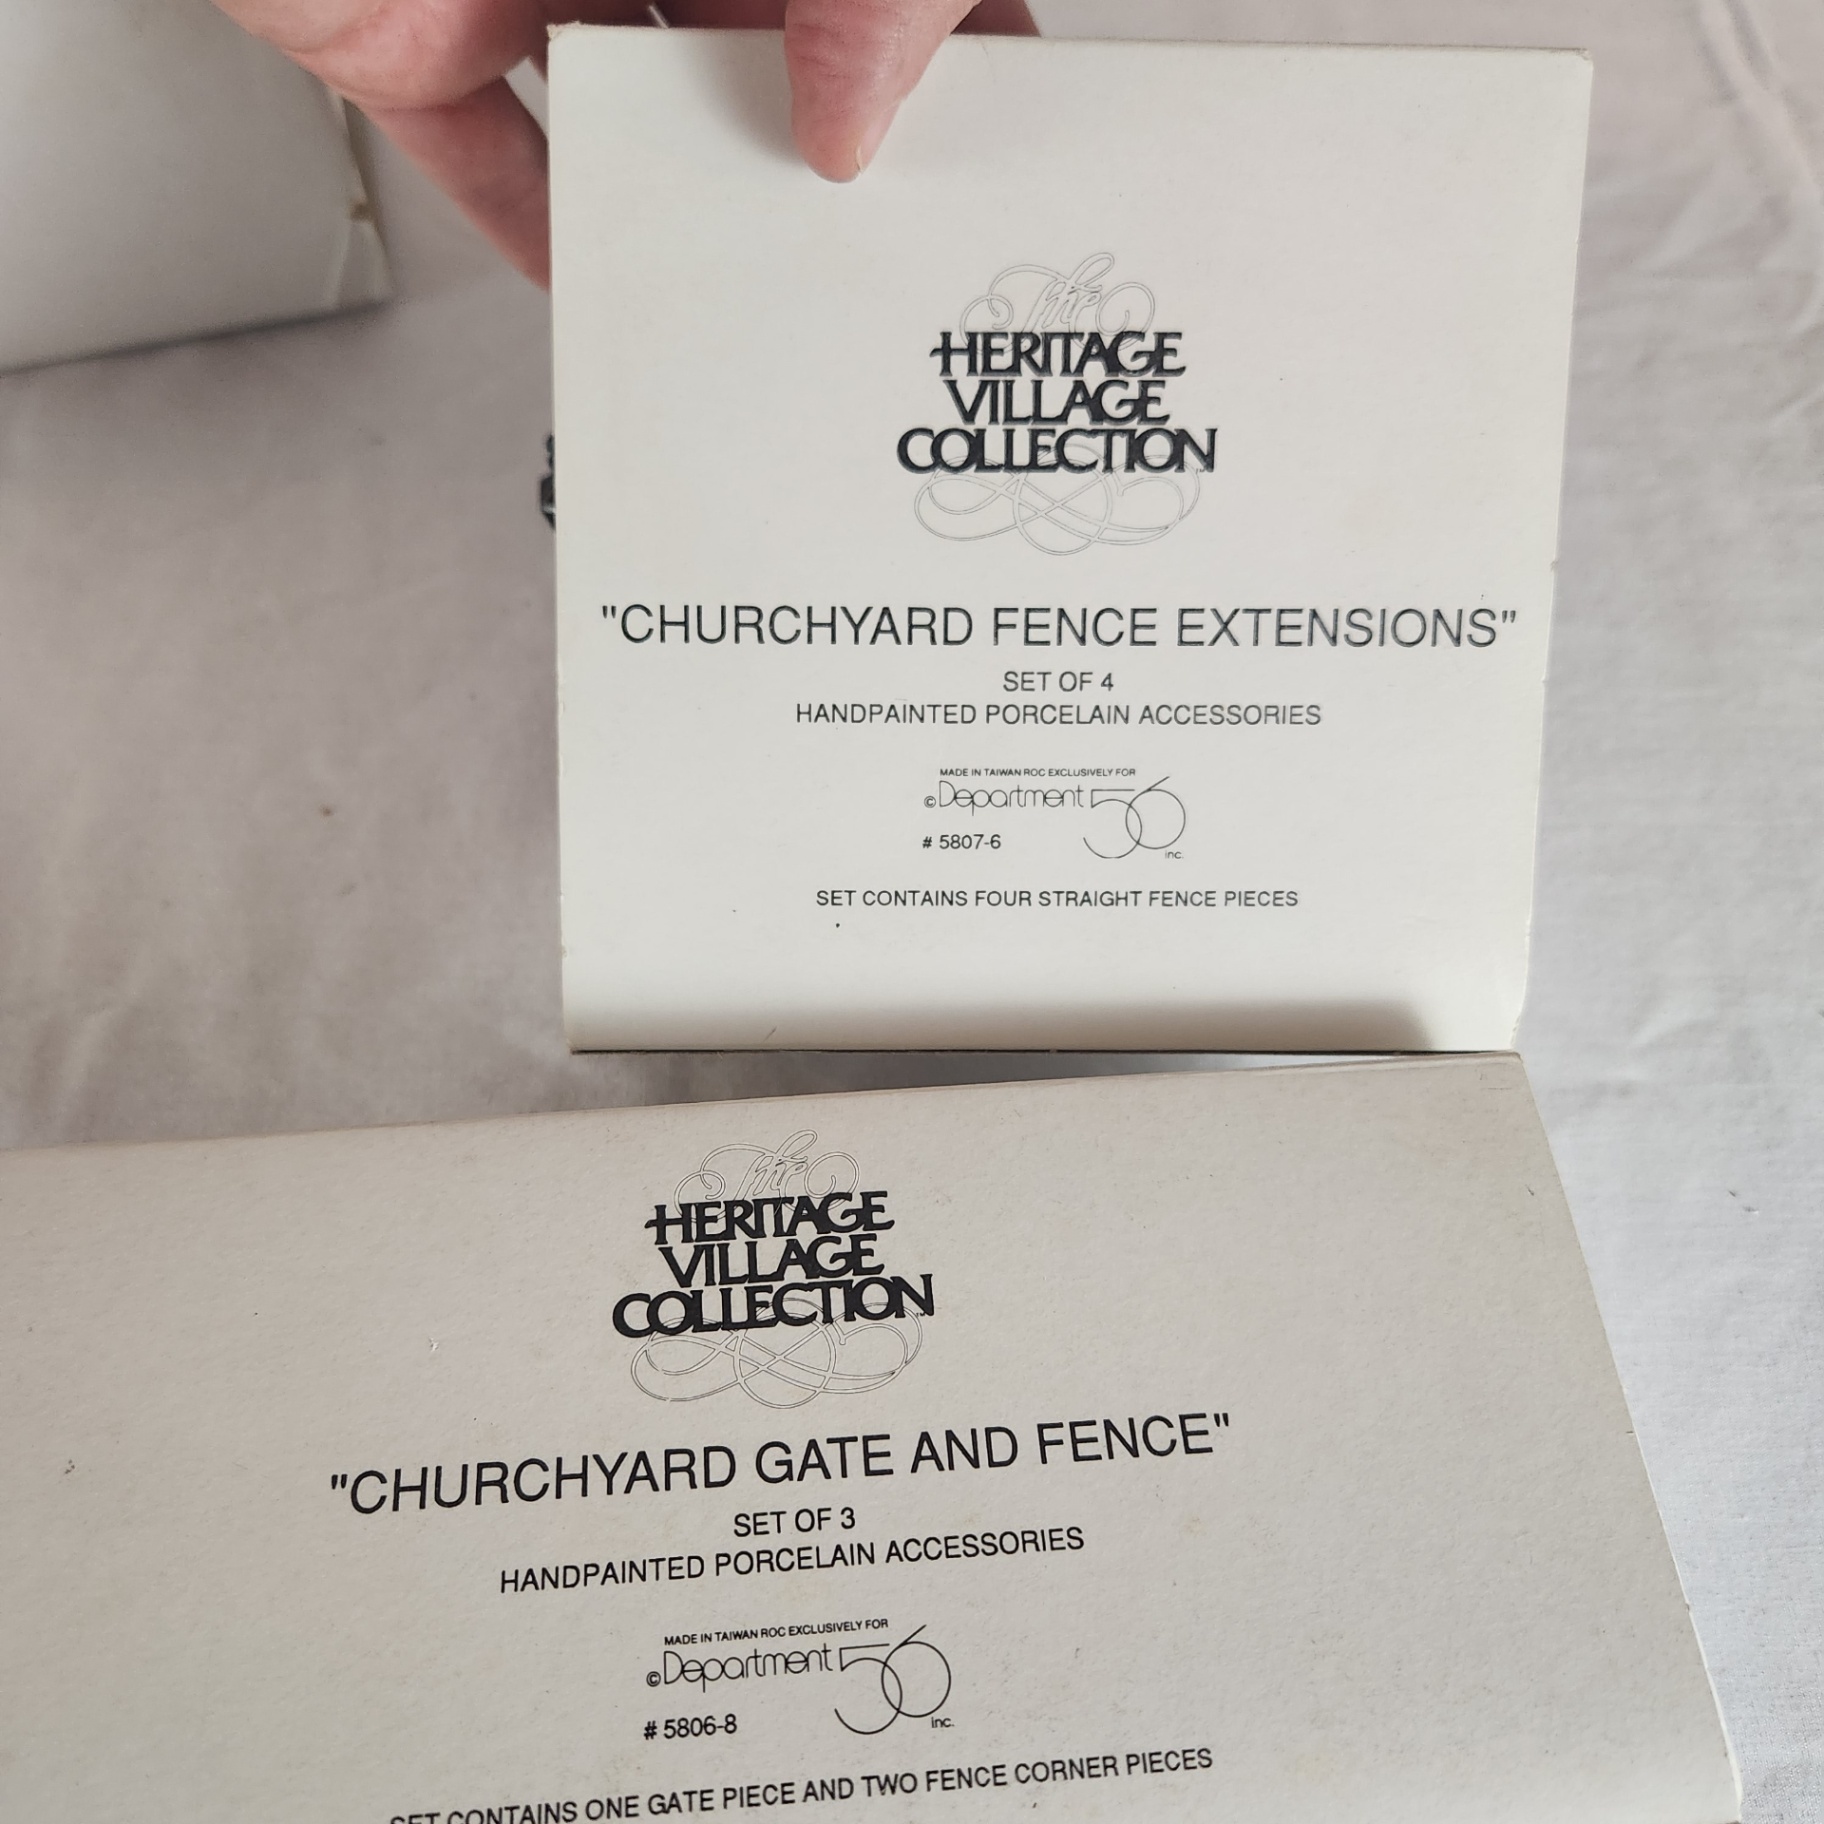 The
HERITAGE
VILLAGE
COLLECTION
"CHURCHYARD FENCE EXTENSIONS"
SET OF 4
HANDPAINTED PORCELAIN ACCESSORIES
MADE IN TAIWAN ROC EXCLUSIVELY FOR
©Department 56
inc.
# 5807-6
SET CONTAINS FOUR STRAIGHT FENCE PIECES
The
HERITAGE
VILLAGE
COLLECTION™
"CHURCHYARD GATE AND FENCE"
SET OF 3
HANDPAINTED PORCELAIN ACCESSORIES
MADE IN TAIWAN ROC EXCLUSIVELY FOR
©Department 56
inc.
# 5806-8
SET CONTAINS ONE GATE PIECE AND TWO FENCE CORNER PIECES